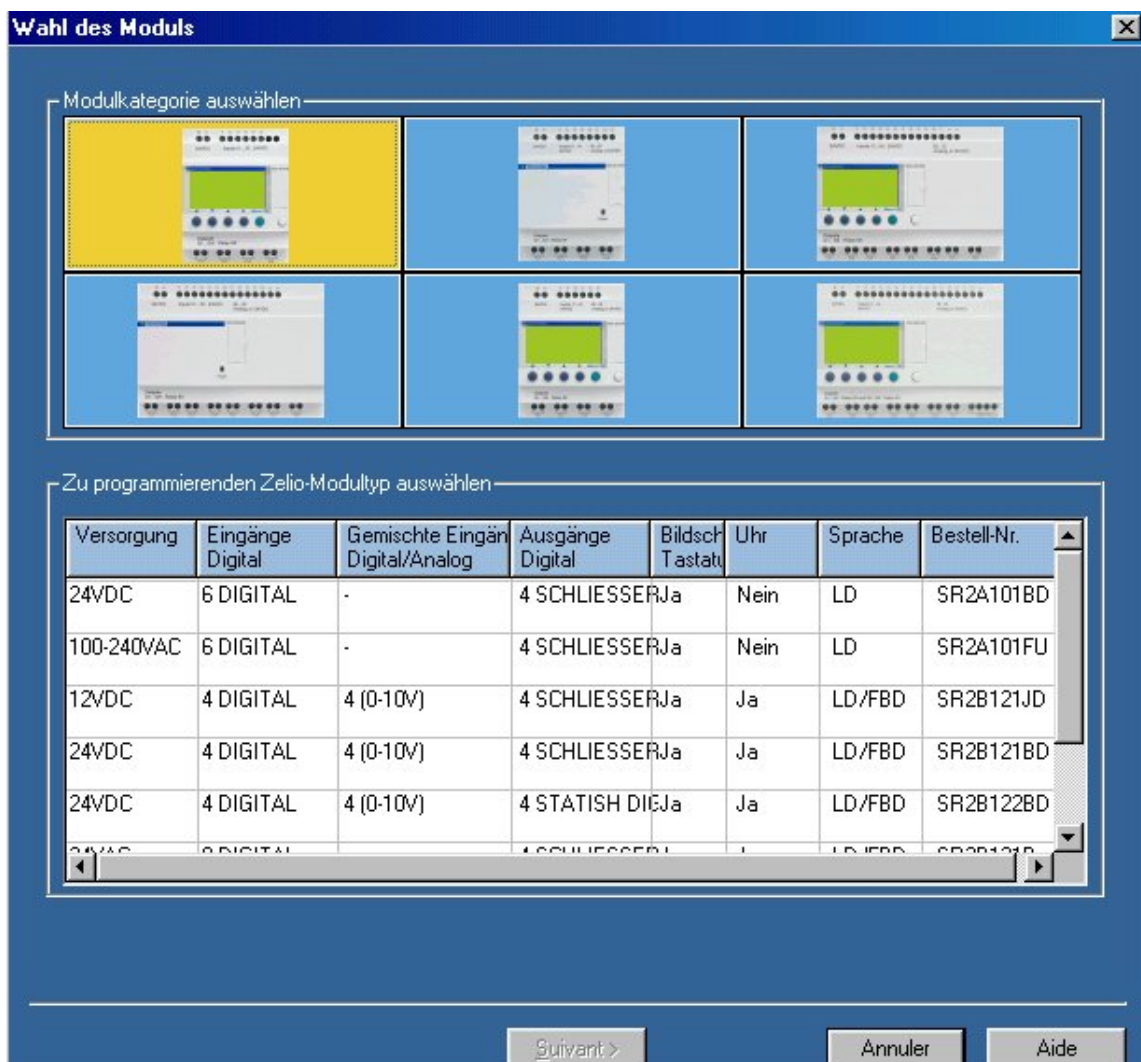 Wahl des Moduls
Modulkategorie auswählen
Zu programmierenden Zelio-Modultyp auswählen
Versorgung Eingänge Digital Gemischte Eingän Digital/Analog Ausgänge Digital Bildsch Tastatu Uhr Sprache Bestell-Nr.
24VDC 6 DIGITAL - 4 SCHLIESSER Ja Nein LD SR2A101BD
100-240VAC 6 DIGITAL - 4 SCHLIESSER Ja Nein LD SR2A101FU
12VDC 4 DIGITAL 4 (0-10V) 4 SCHLIESSER Ja Ja LD/FBD SR2B121JD
24VDC 4 DIGITAL 4 (0-10V) 4 SCHLIESSER Ja Ja LD/FBD SR2B121BD
24VDC 4 DIGITAL 4 (0-10V) 4 STATISH DIG Ja Ja LD/FBD SR2B122BD
Suivant >
Annuler
Aide